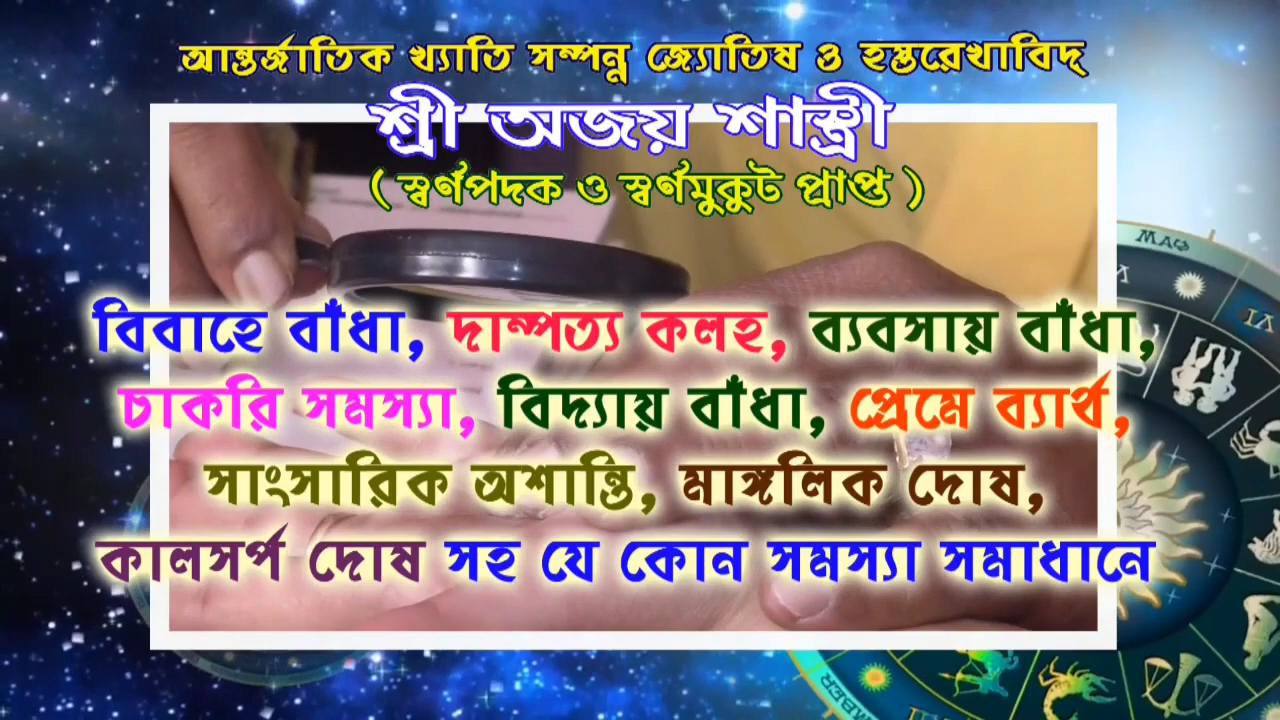 আন্তর্জাতিক খ্যাতি সম্পন্ন জ্যোতিষ ও হস্তরেখাবিদ্
শ্রী অজয় শাস্ত্রী
( স্বর্ণপদক ও স্বর্ণমুকুট প্রাপ্ত )
বিবাহে বাঁধা, দাম্পত্য কলহ, ব্যবসায় বাঁধা,
চাকরি সমস্যা, বিদ্যায় বাঁধা, প্রেমে ব্যার্থ,
সাংসারিক অশান্তি, মাঙ্গলিক দোষ,
কালসর্প দোষ সহ যে কোন সমস্যা সমাধানে
VI